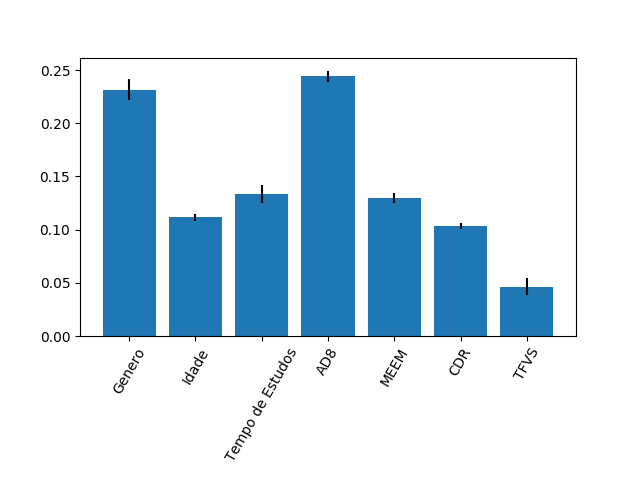 0.25
0.20
0.15
0.10
0.05
0.00
Genero
Idade
Tempo de Estudos
AD8
MEEM
CDR
TFVS